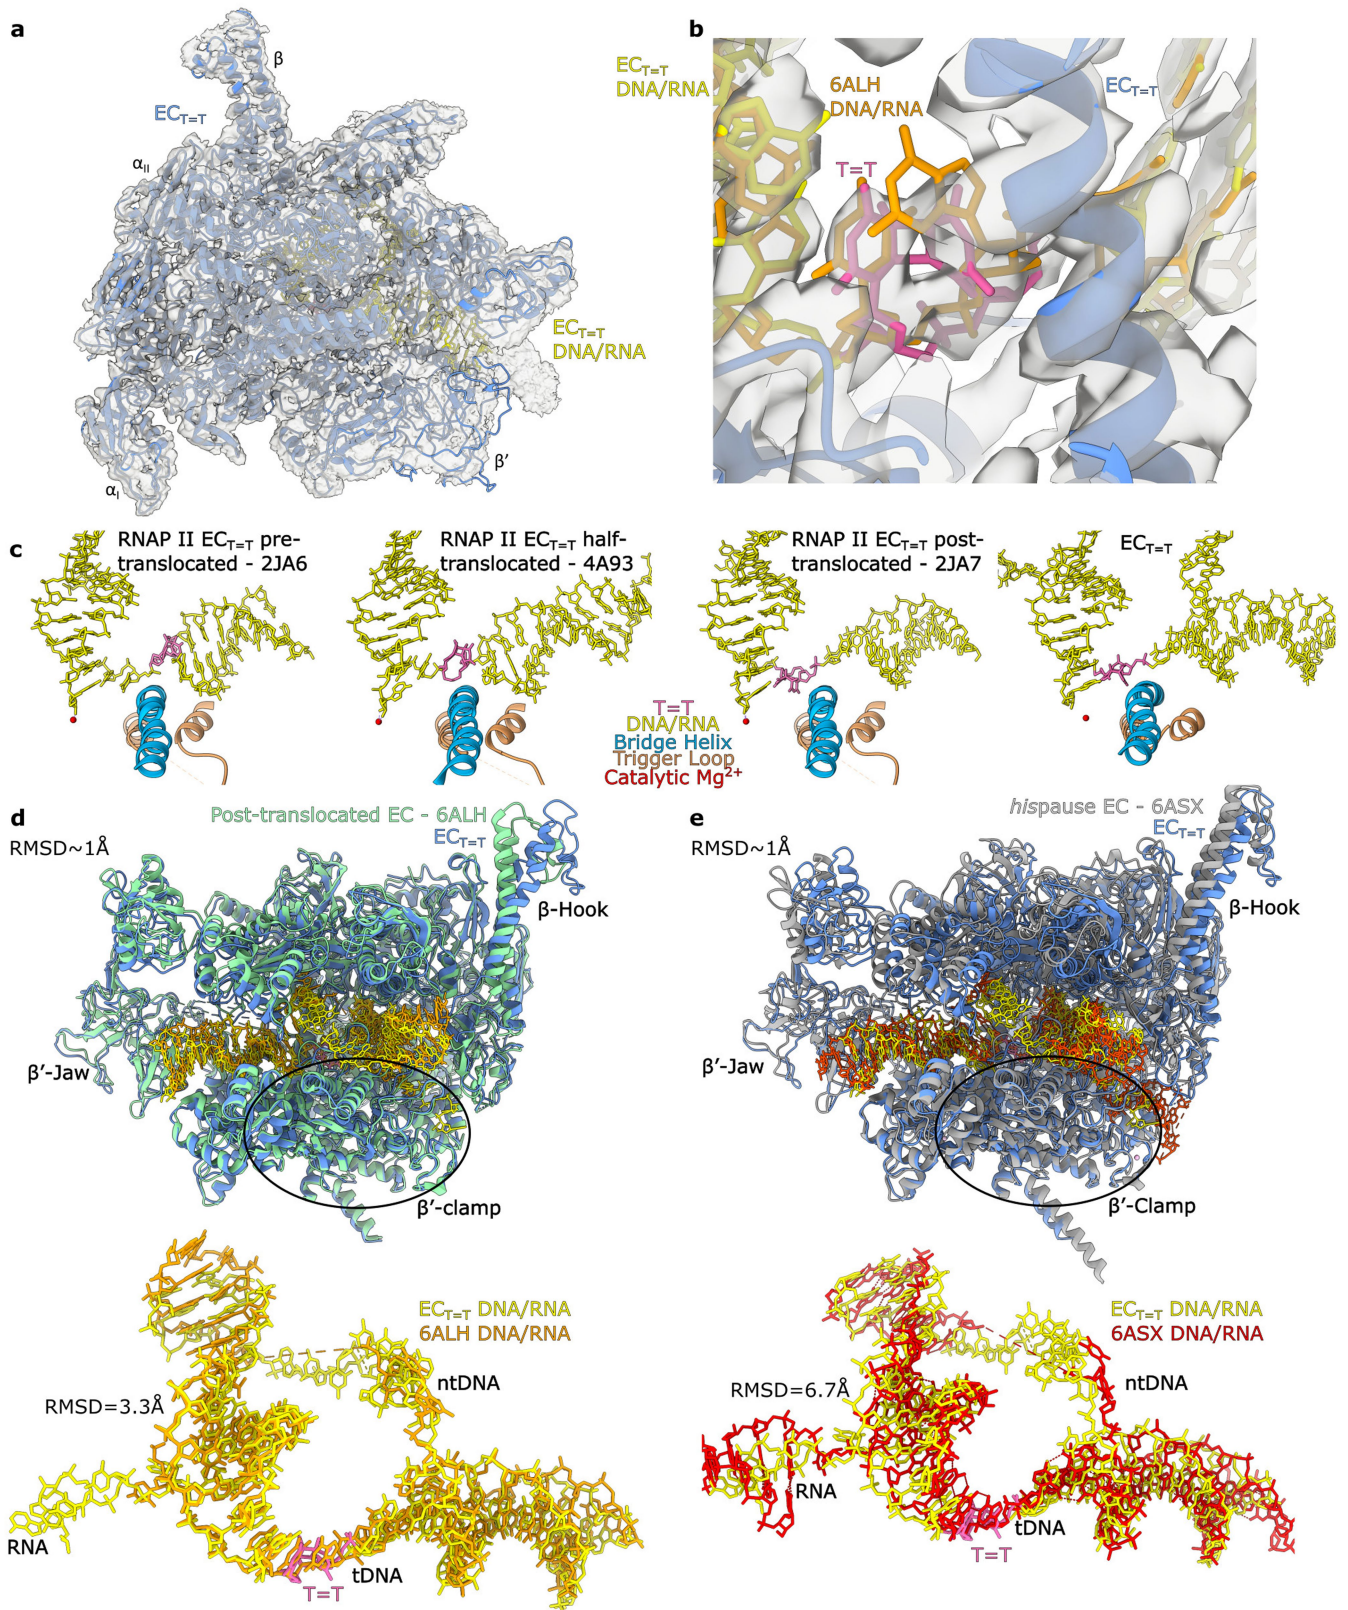 a
β
EC_T=T
α_II
EC_T=T
DNA/RNA
β′
α_I
b
EC_T=T
DNA/RNA
6ALH
DNA/RNA
EC_T=T
T=T
c
RNAP II EC_T=T pre-
translocated - 2JA6
RNAP II EC_T=T half-
translocated - 4A93
RNAP II EC_T=T post-
translocated - 2JA7
EC_T=T
T=T
DNA/RNA
Bridge Helix
Trigger Loop
Catalytic Mg²⁺
d
Post-translocated EC - 6ALH
EC_T=T
RMSD~1Å
β-Hook
β′-Jaw
β′-clamp
EC_T=T DNA/RNA
6ALH DNA/RNA
ntDNA
RMSD=3.3Å
RNA
tDNA
T=T
e
hispause EC - 6ASX
EC_T=T
RMSD~1Å
β-Hook
β′-Jaw
β′-Clamp
EC_T=T DNA/RNA
6ASX DNA/RNA
ntDNA
RMSD=6.7Å
RNA
tDNA
T=T